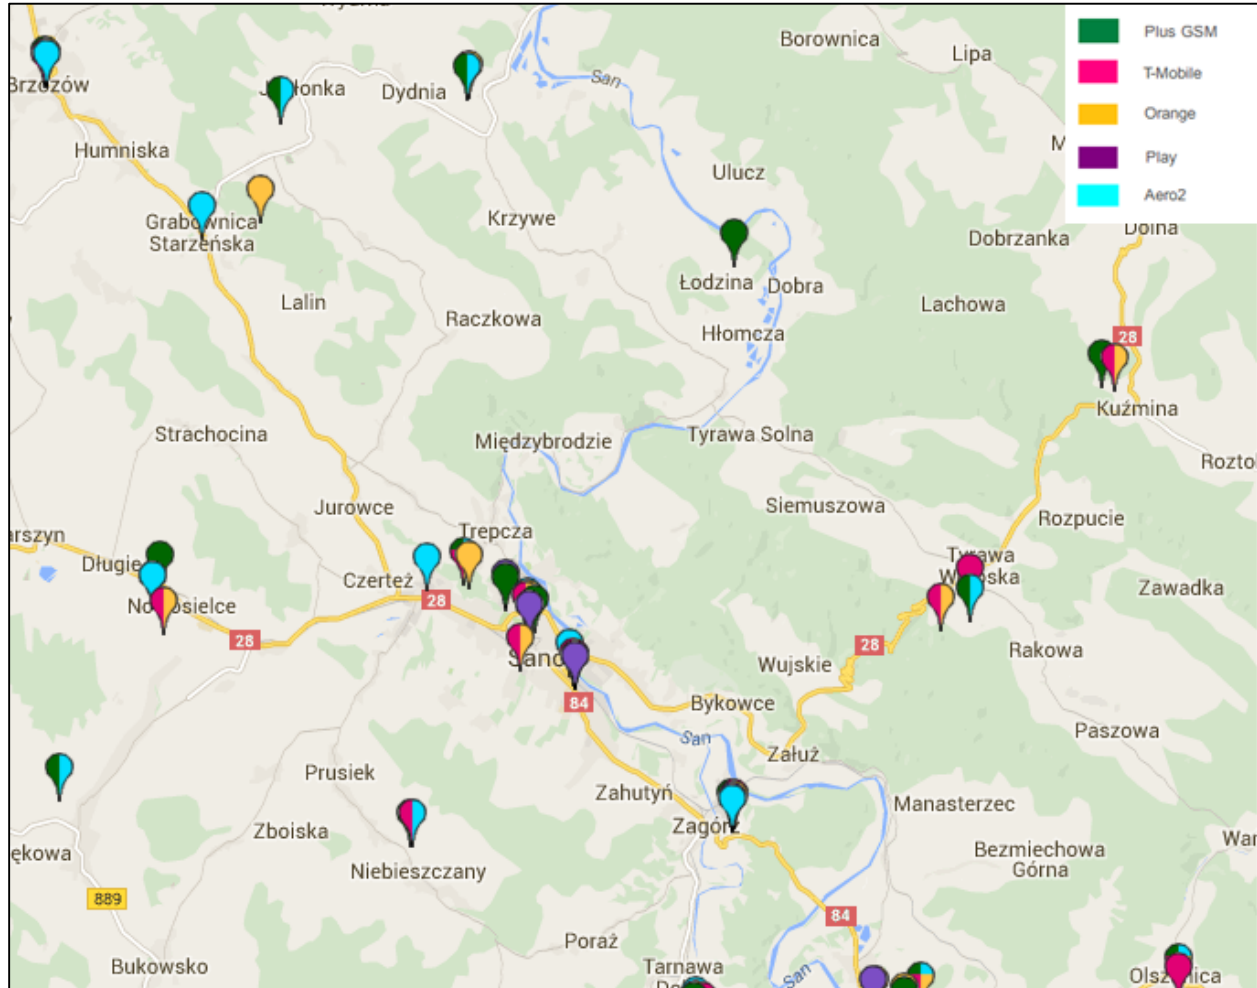 Borownica
Lipa
Plus GSM
T-Mobile
Orange
Play
Aero2
San
Dydnia
Brzozów
Humniska
Ulucz
Krzywe
Grabownica
Starzeńska
Dobrzanka
Dolna
Łodzina
Dobra
Lalin
Lachowa
Raczkowa
Hłomcza
28
Kuźmina
Strachocina
Międzybrodzie
Tyrawa Solna
Siemuszowa
Jurowce
Rozpucie
Trepcza
Długie
Czerteż
Tyrawa
Zawadka
28
28
28
Rakowa
Wujskie
84
Bykowce
Paszowa
San
Załuż
Prusiek
Zahutyń
Manasterzec
Zboiska
Zagórz
Bezmiechowa
Górna
Niebieszczany
889
84
Poraż
Bukowsko
Tarnawa
San